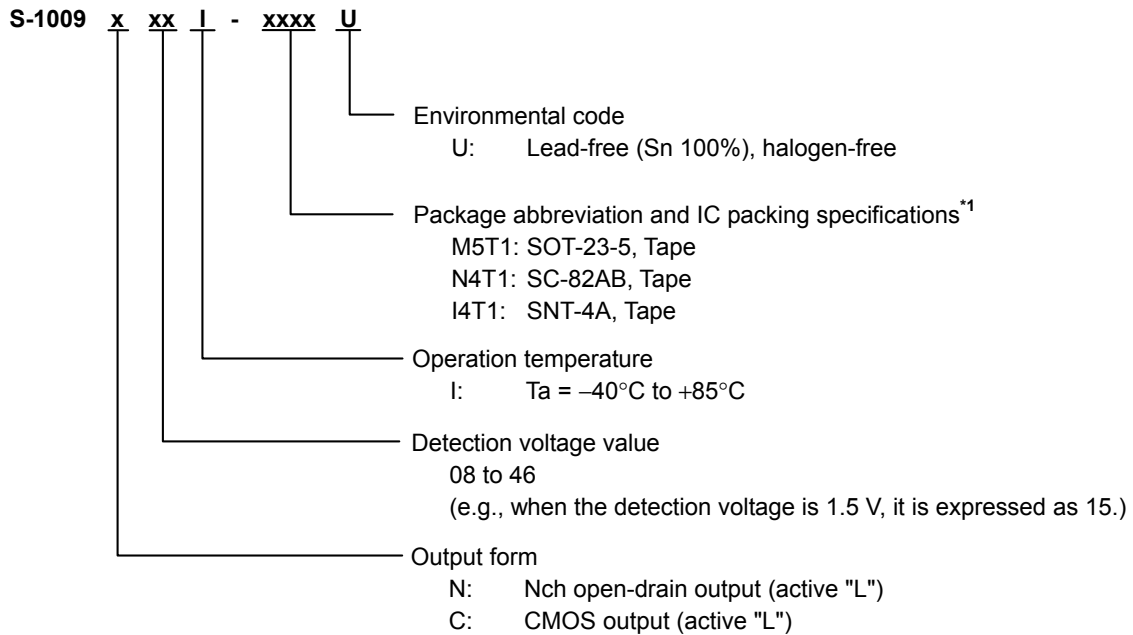 S-1009 x xx I - xxxx U
Environmental code
U: Lead-free (Sn 100%), halogen-free
Package abbreviation and IC packing specifications*1
M5T1: SOT-23-5, Tape
N4T1: SC-82AB, Tape
I4T1: SNT-4A, Tape
Operation temperature
I: Ta = −40°C to +85°C
Detection voltage value
08 to 46
(e.g., when the detection voltage is 1.5 V, it is expressed as 15.)
Output form
N: Nch open-drain output (active "L")
C: CMOS output (active "L")